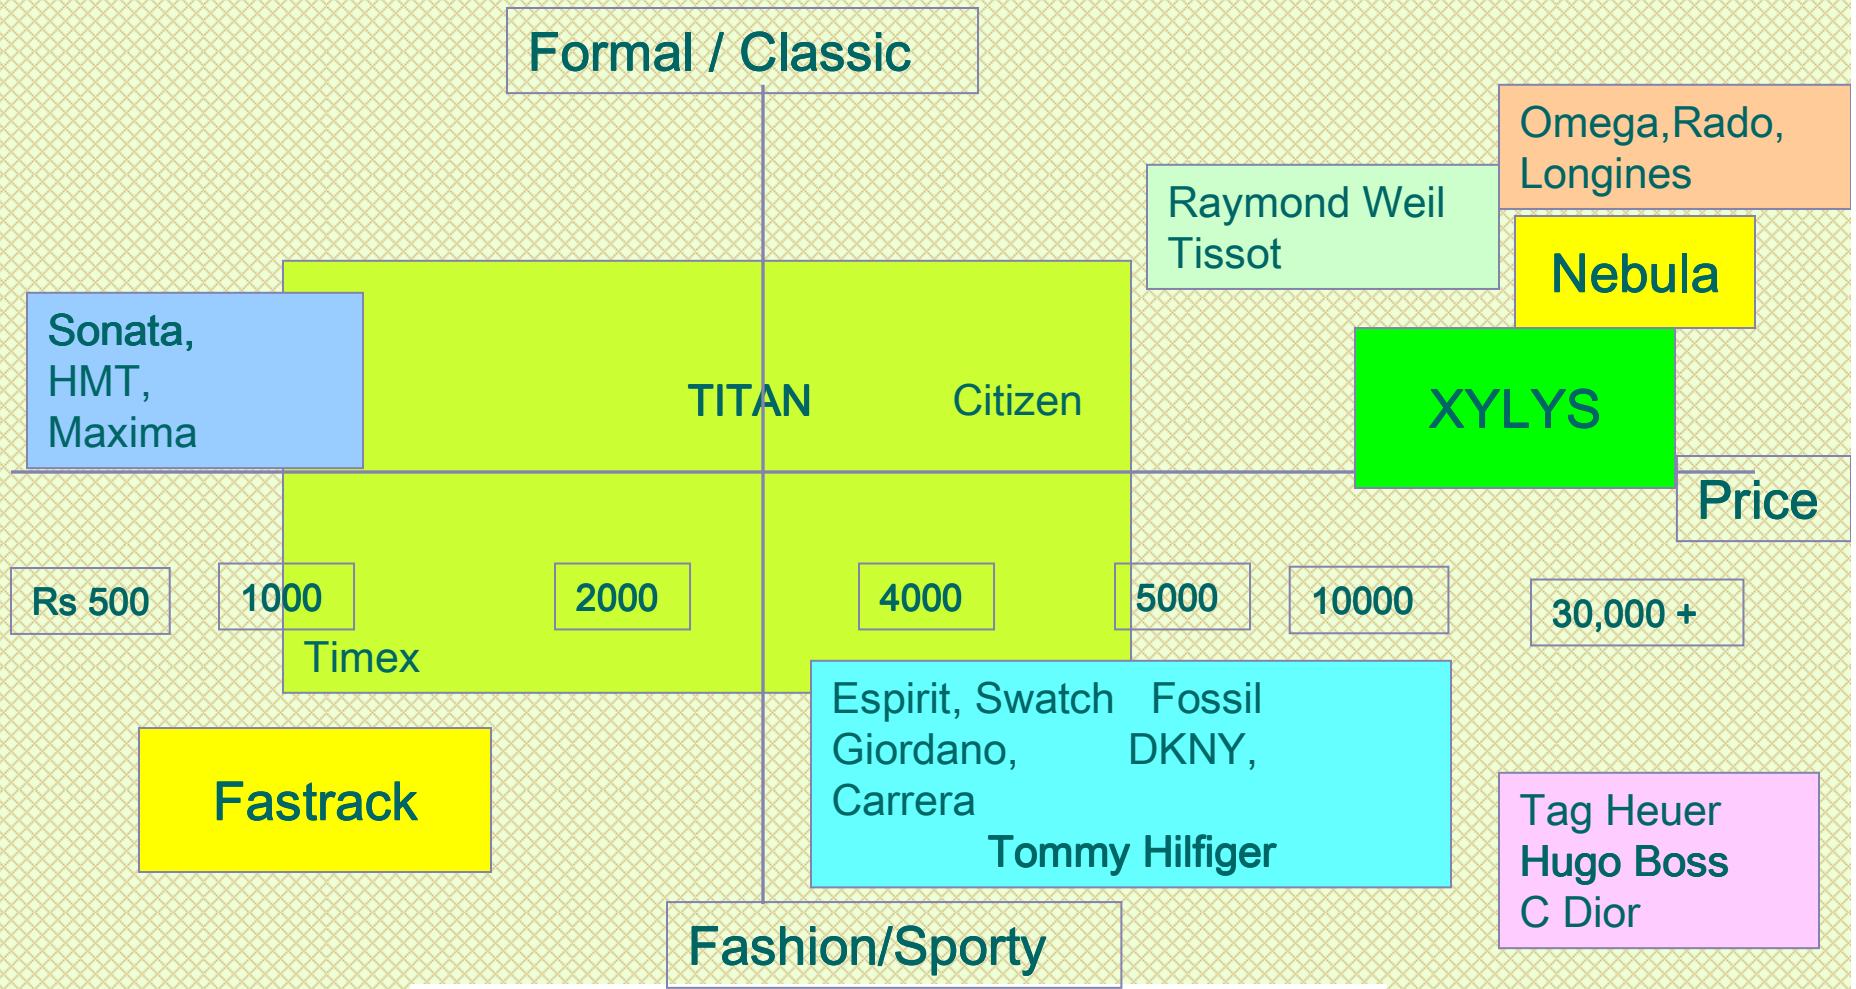 Formal / Classic
Omega,Rado,
Longines
Raymond Weil
Tissot
Nebula
Sonata,
HMT,
Maxima
TITAN
Citizen
XYLYS
Price
Rs 500
1000
2000
4000
5000
10000
30,000 +
Timex
Espirit, Swatch Fossil
Giordano, DKNY,
Carrera
Tommy Hilfiger
Fastrack
Tag Heuer
Hugo Boss
C Dior
Fashion/Sporty